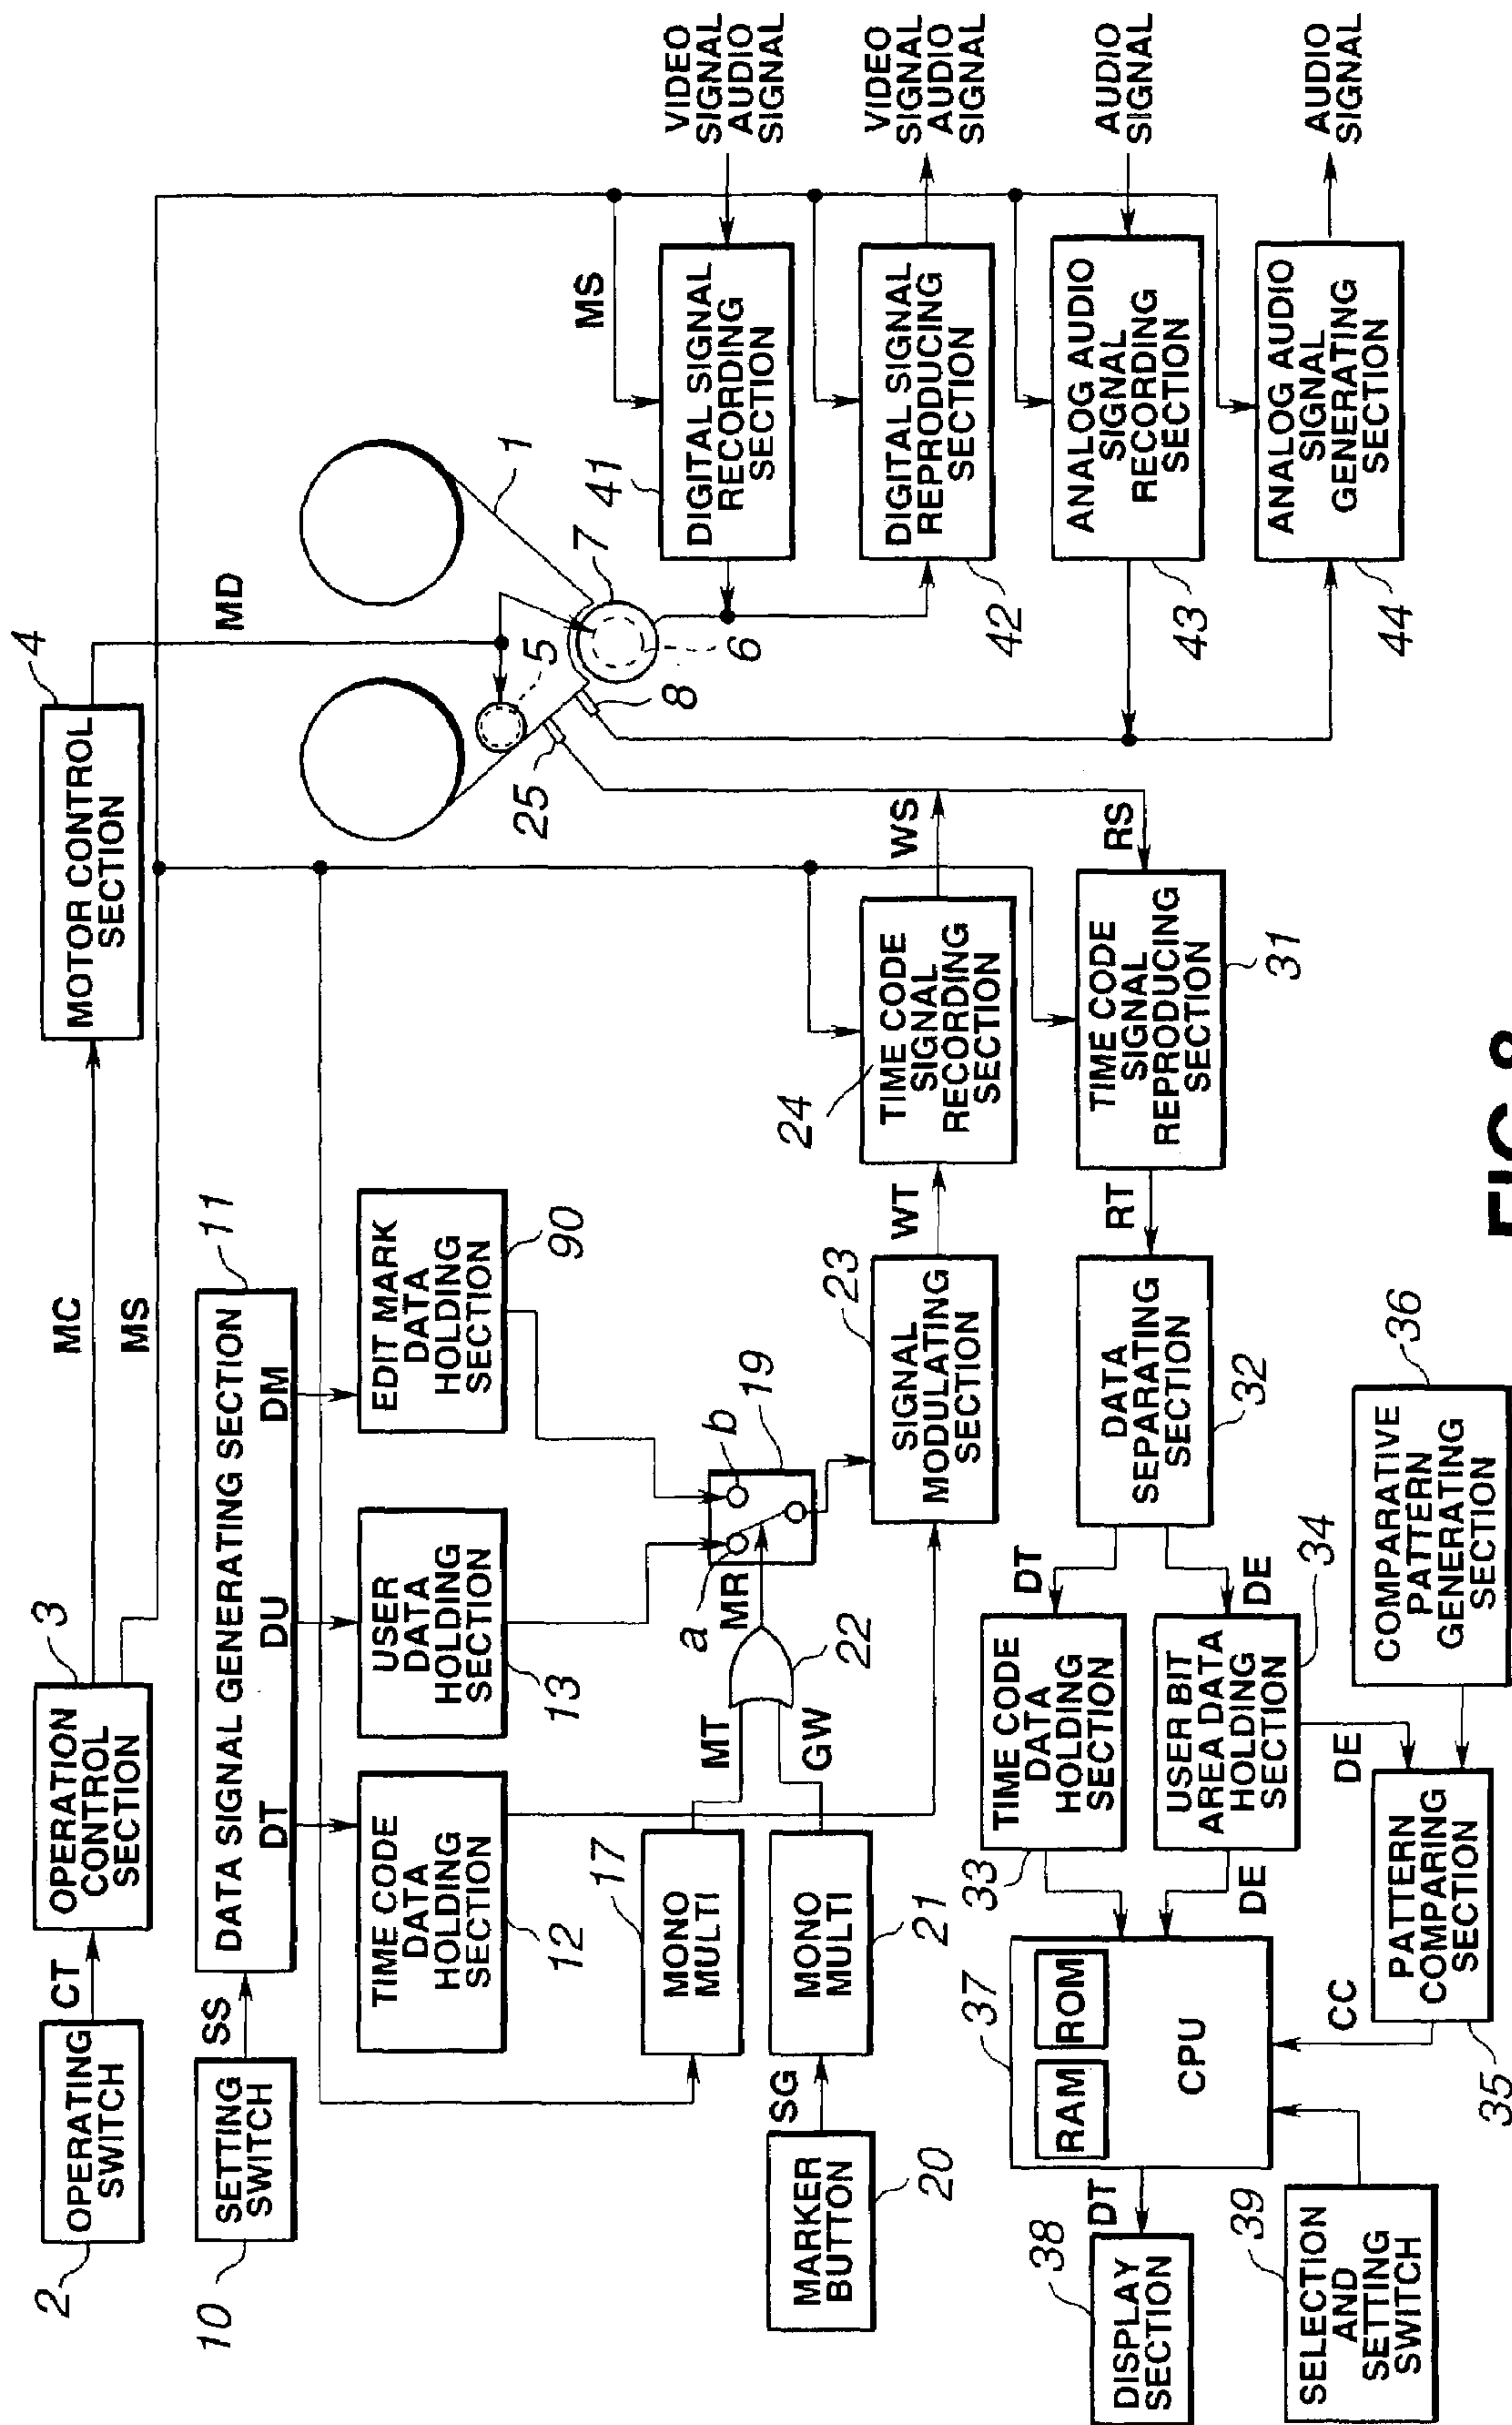 2
OPERATING
SWITCH
CT
3
OPERATION
CONTROL
SECTION
MC
MS
4
MOTOR CONTROL
SECTION
MD
10
SETTING
SWITCH
SS
11
DATA SIGNAL GENERATING SECTION
DT
DU
DM
TIME CODE
DATA
HOLDING
SECTION
12
USER
DATA
HOLDING
SECTION
13
EDIT MARK
DATA
HOLDING
SECTION
90
17
MONO
MULTI
MT
MARKER
BUTTON
20
SG
MONO
MULTI
21
GW
22
MR
a
b
19
23
SIGNAL
MODULATING
SECTION
WT
24
TIME CODE
SIGNAL
RECORDING
SECTION
WS
RS
TIME CODE
SIGNAL
REPRODUCING
SECTION
31
RT
DATA
SEPARATING
SECTION
32
DT
DE
TIME CODE
DATA
HOLDING
SECTION
33
USER BIT
AREA DATA
HOLDING
SECTION
34
DE
DE
COMPARATIVE
PATTERN
GENERATING
SECTION
36
PATTERN
COMPARING
SECTION
35
CC
37
RAM
ROM
CPU
DT
38
DISPLAY
SECTION
39
SELECTION
AND
SETTING
SWITCH
1
5
6
7
8
25
MS
41
DIGITAL SIGNAL
RECORDING
SECTION
VIDEO
SIGNAL
AUDIO
SIGNAL
DIGITAL SIGNAL
REPRODUCING
SECTION
42
VIDEO
SIGNAL
AUDIO
SIGNAL
ANALOG AUDIO
SIGNAL
RECORDING
SECTION
43
AUDIO
SIGNAL
ANALOG AUDIO
SIGNAL
GENERATING
SECTION
44
AUDIO
SIGNAL